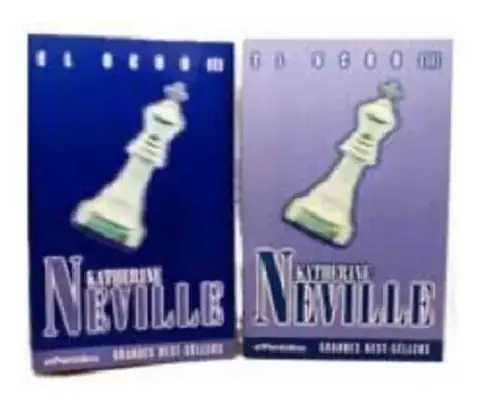 EL OCHO
KATHERINE
NEVILLE
GRANDES BEST-SELLERS
EL OCHO
KATHERINE
NEVILLE
GRANDES BEST-SELLERS